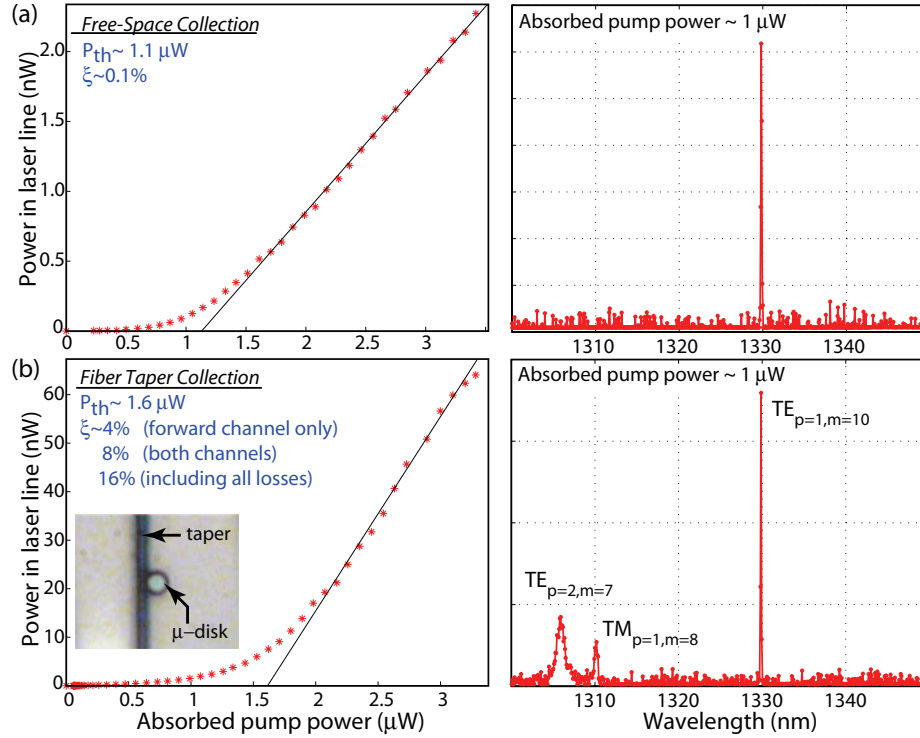 (a)
Free-Space Collection
P_th ~ 1.1 μW
ξ~0.1%
Power in laser line (nW)
2.0
1.5
1.0
0.5
0
0 0.5 1 1.5 2 2.5 3
Absorbed pump power ~ 1 μW
1310 1320 1330 1340
(b)
Fiber Taper Collection
P_th ~ 1.6 μW
ξ~4% (forward channel only)
8% (both channels)
16% (including all losses)
taper
μ-disk
Power in laser line (nW)
60
50
40
30
20
10
0
0 0.5 1 1.5 2 2.5 3
Absorbed pump power (μW)
Absorbed pump power ~ 1 μW
TE_p=1,m=10
TE_p=2,m=7
TM_p=1,m=8
1310 1320 1330 1340
Wavelength (nm)